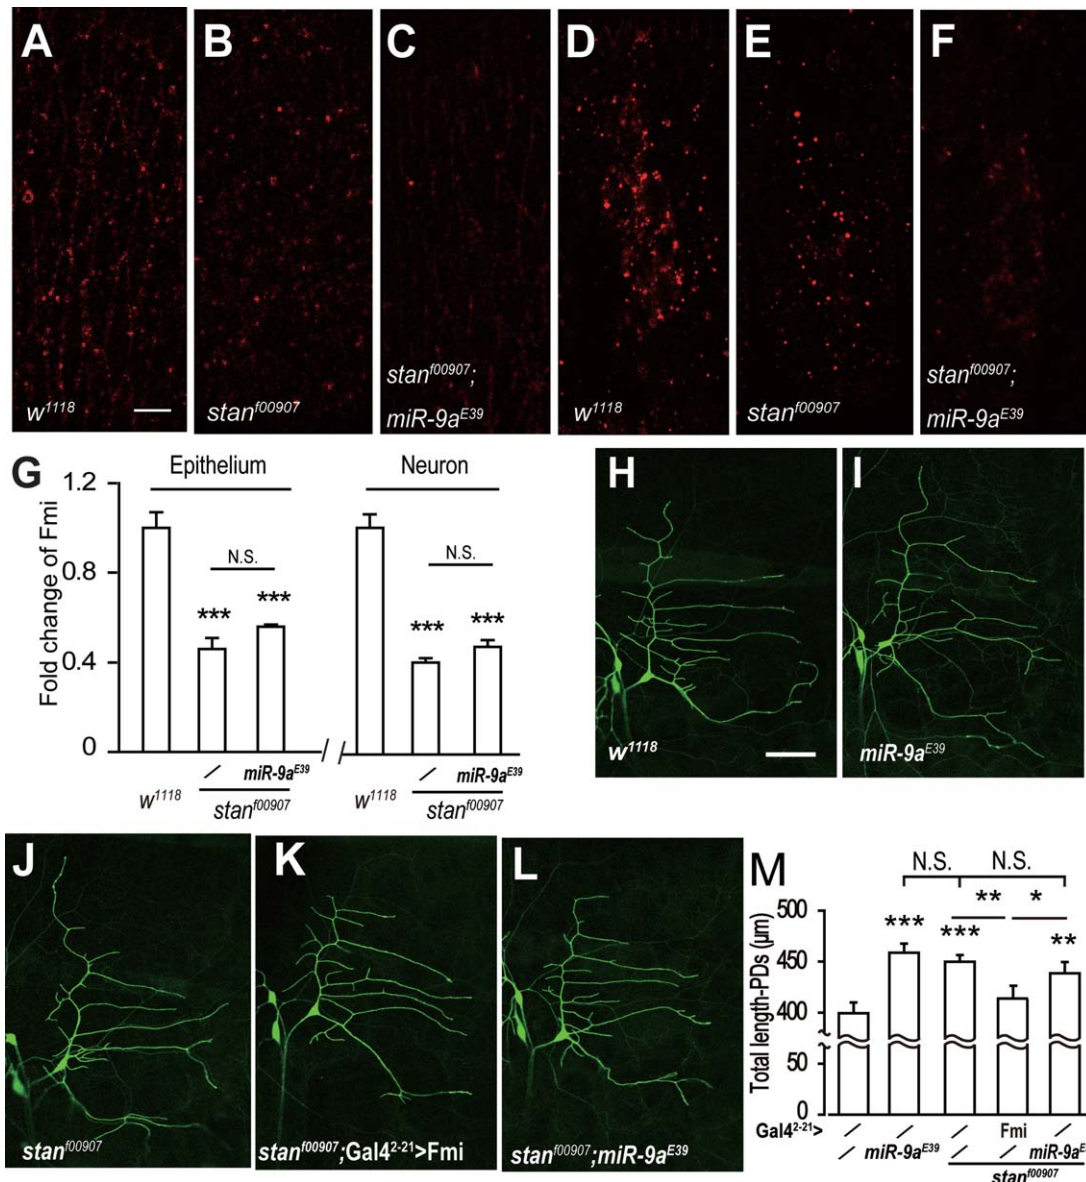 A B C D E F
w1118 stanf00907 stanf00907; miR-9aE39 w1118 stanf00907 stanf00907; miR-9aE39
G
Epithelium Neuron
Fold change of Fmi
1.2
0.8
0.4
0
N.S. N.S.
*** *** *** ***
/ miR-9aE39 / miR-9aE39
w1118 stanf00907 w1118 stanf00907
H I
w1118 miR-9aE39
J K L
stanf00907 stanf00907;Gal42-21>Fmi stanf00907;miR-9aE39
M
N.S. N.S.
** *
*** *** **
Total length-PDs (μm)
500
450
400
50
0
Gal42-21> / / / Fmi /
/ miR-9aE39 / / miR-9aE
stanf00907